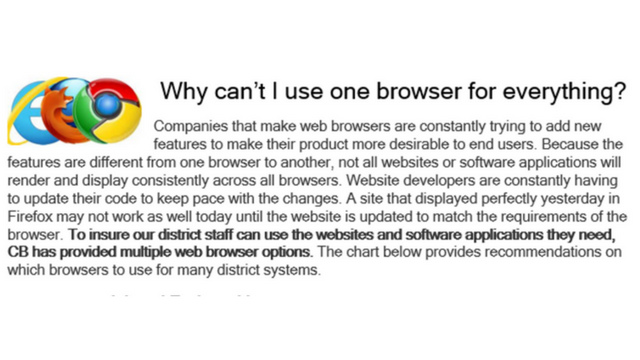 Why can't I use one browser for everything?
Companies that make web browsers are constantly trying to add new
features to make their product more desirable to end users. Because the
features are different from one browser to another, not all websites or software applications will
render and display consistently across all browsers. Website developers are constantly having
to update their code to keep pace with the changes. A site that displayed perfectly yesterday in
Firefox may not work as well today until the website is updated to match the requirements of the
browser. To insure our district staff can use the websites and software applications they need,
CB has provided multiple web browser options. The chart below provides recommendations on
which browsers to use for many district systems.